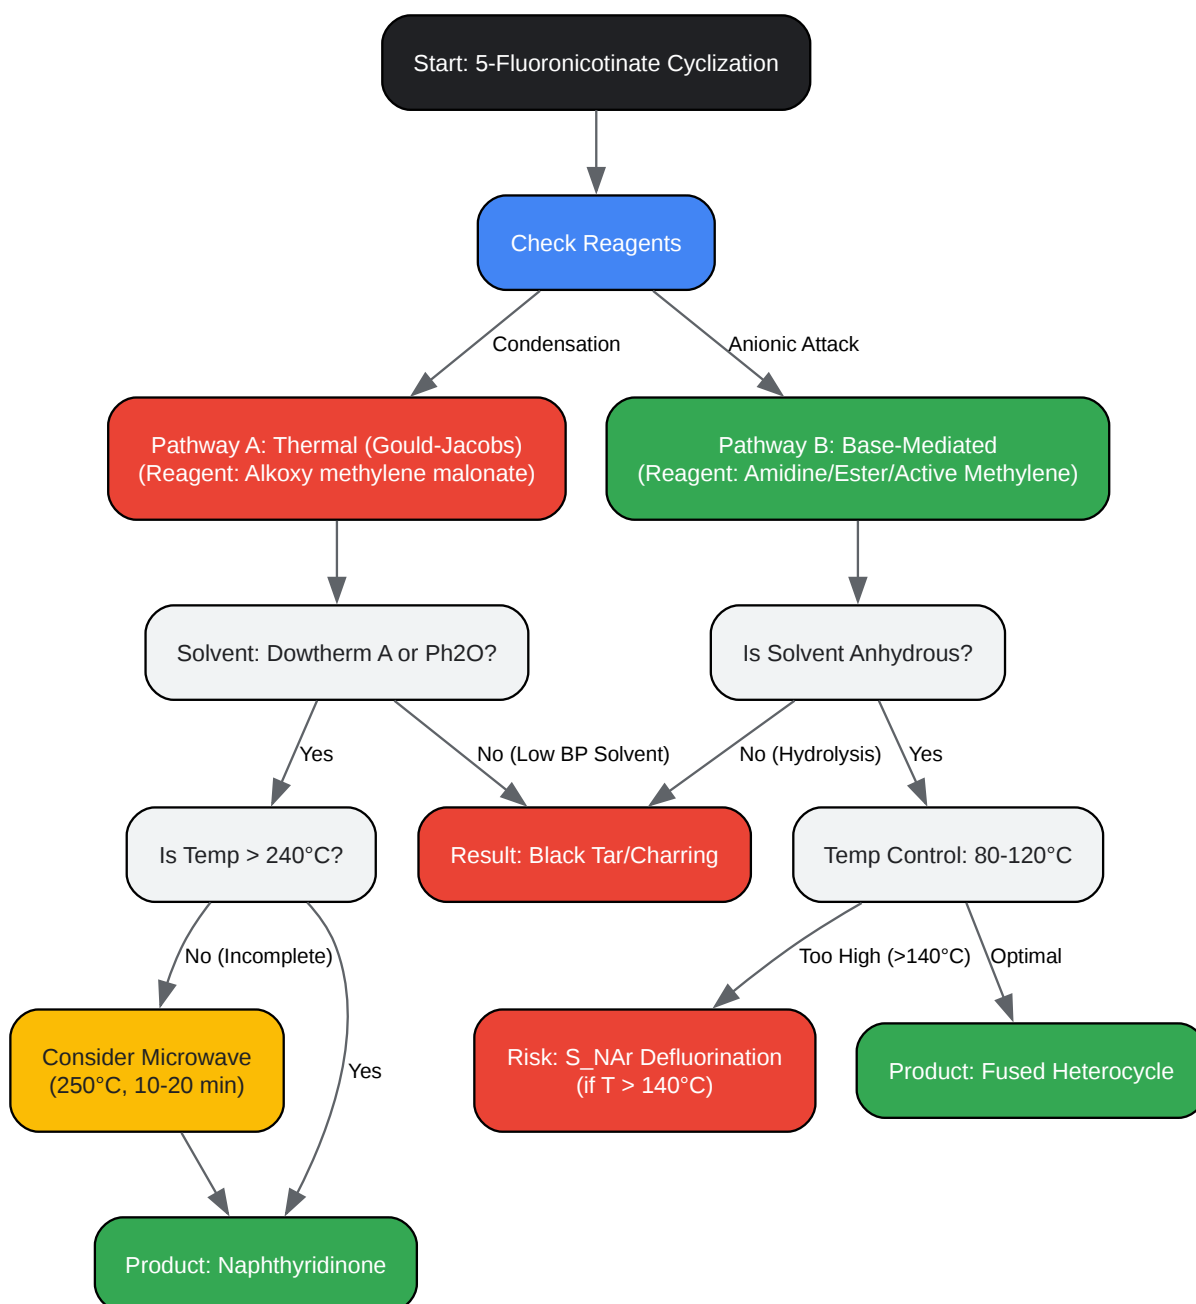 Start: 5-Fluoronicotinate Cyclization
Check Reagents
Condensation
Anionic Attack
Pathway A: Thermal (Gould-Jacobs)
(Reagent: Alkoxy methylene malonate)
Pathway B: Base-Mediated
(Reagent: Amidine/Ester/Active Methylene)
Solvent: Dowtherm A or Ph2O?
Is Solvent Anhydrous?
Yes
No (Low BP Solvent)
No (Hydrolysis)
Yes
Is Temp > 240°C?
Result: Black Tar/Charring
Temp Control: 80-120°C
No (Incomplete)
Too High (>140°C)
Optimal
Consider Microwave
(250°C, 10-20 min)
Yes
Risk: S_NAr Defluorination
(if T > 140°C)
Product: Fused Heterocycle
Product: Naphthyridinone